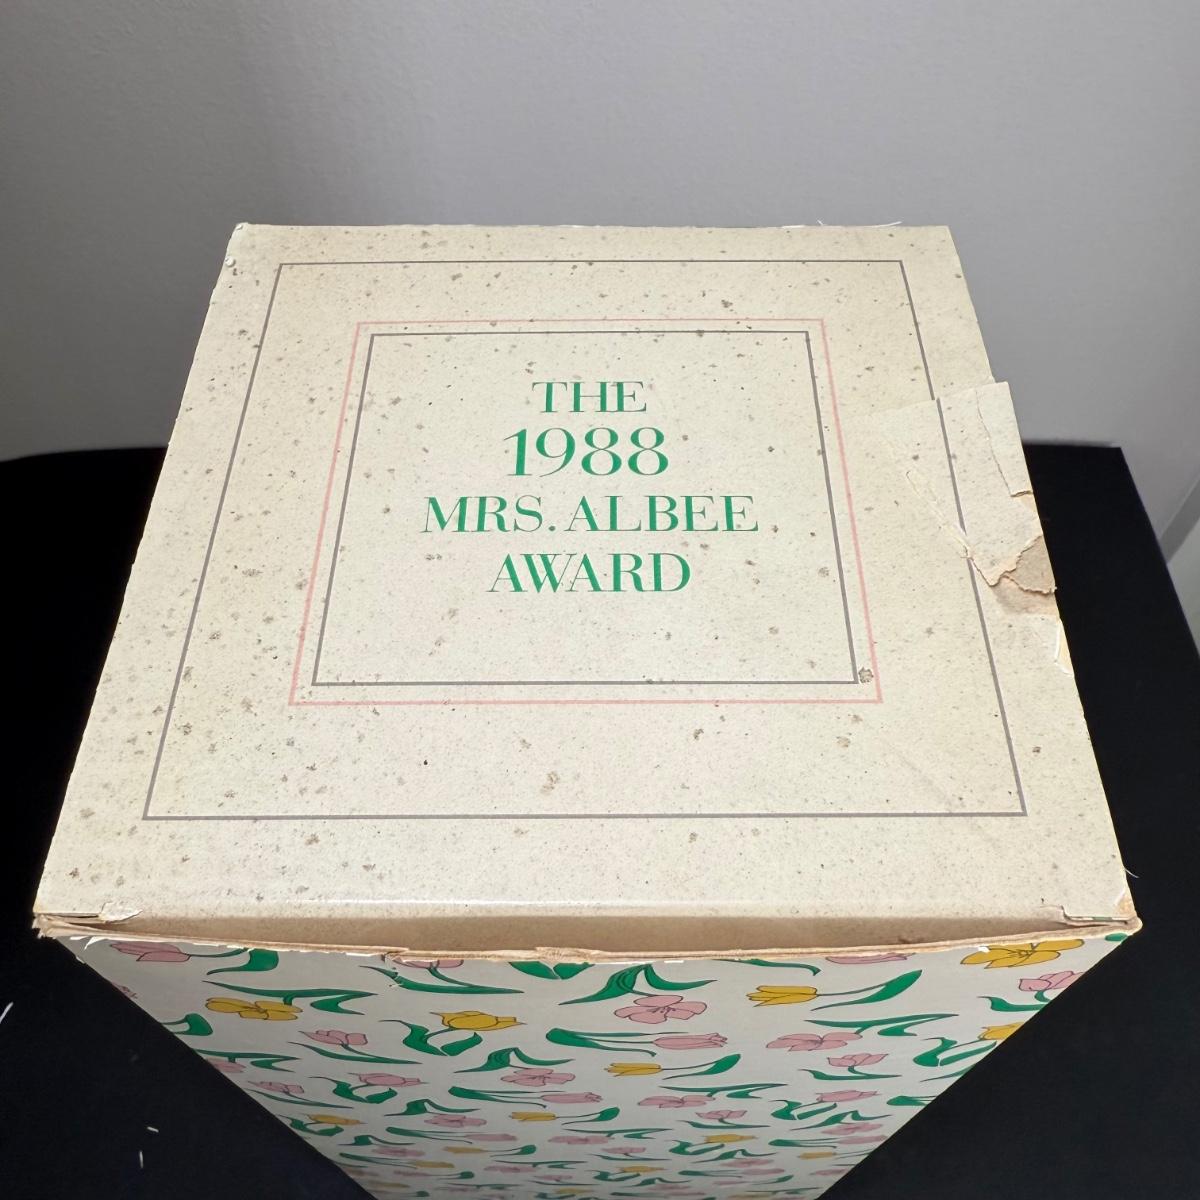 THE
1988
MRS. ALBEE
AWARD